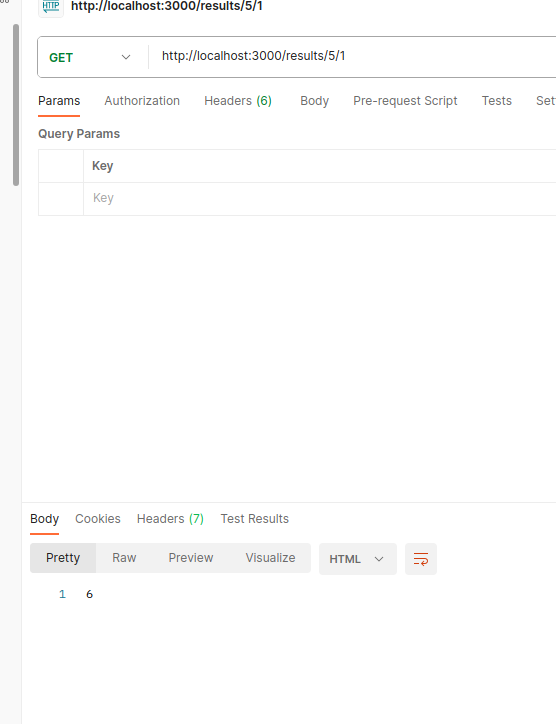 HTTP http://localhost:3000/results/5/1
GET http://localhost:3000/results/5/1
Params Authorization Headers (6) Body Pre-request Script Tests Set
Query Params
Key
Key
Body Cookies Headers (7) Test Results
Pretty Raw Preview Visualize HTML
1 6